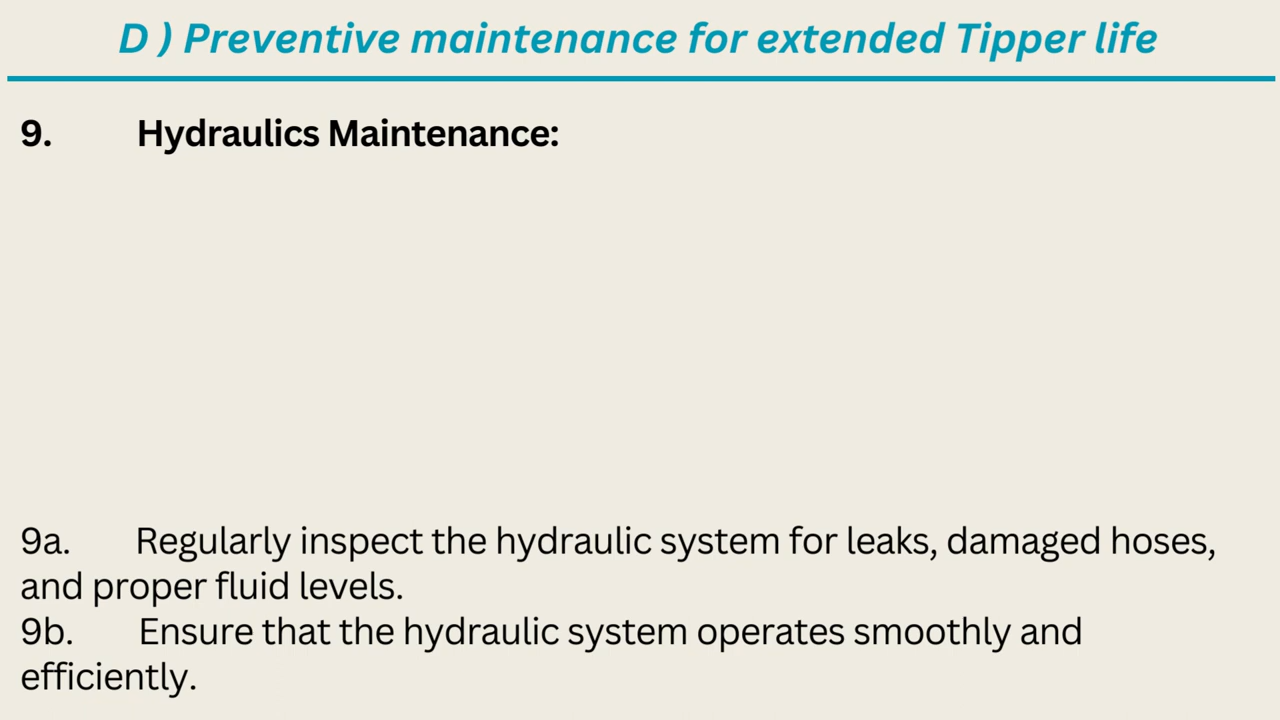 D ) Preventive maintenance for extended Tipper life
9. Hydraulics Maintenance:
9a. Regularly inspect the hydraulic system for leaks, damaged hoses,
and proper fluid levels.
9b. Ensure that the hydraulic system operates smoothly and
efficiently.